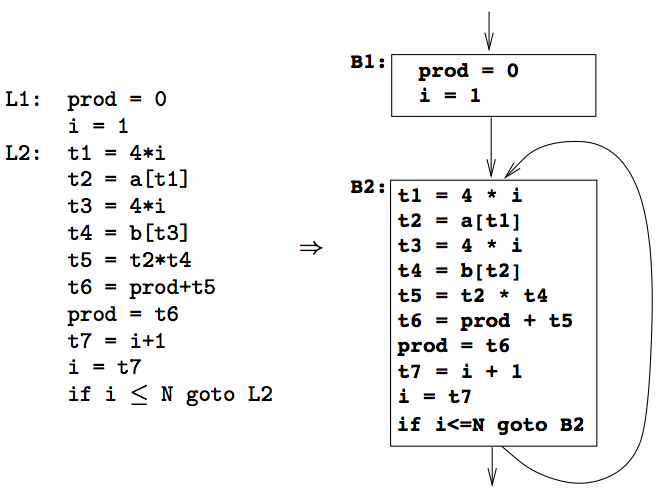 L1: prod = 0
i = 1
L2: t1 = 4*i
t2 = a[t1]
t3 = 4*i
t4 = b[t3]
t5 = t2*t4
t6 = prod+t5
prod = t6
t7 = i+1
i = t7
if i ≤ N goto L2
⇒
B1:
prod = 0
i = 1
B2:
t1 = 4 * i
t2 = a[t1]
t3 = 4 * i
t4 = b[t2]
t5 = t2 * t4
t6 = prod + t5
prod = t6
t7 = i + 1
i = t7
if i<=N goto B2